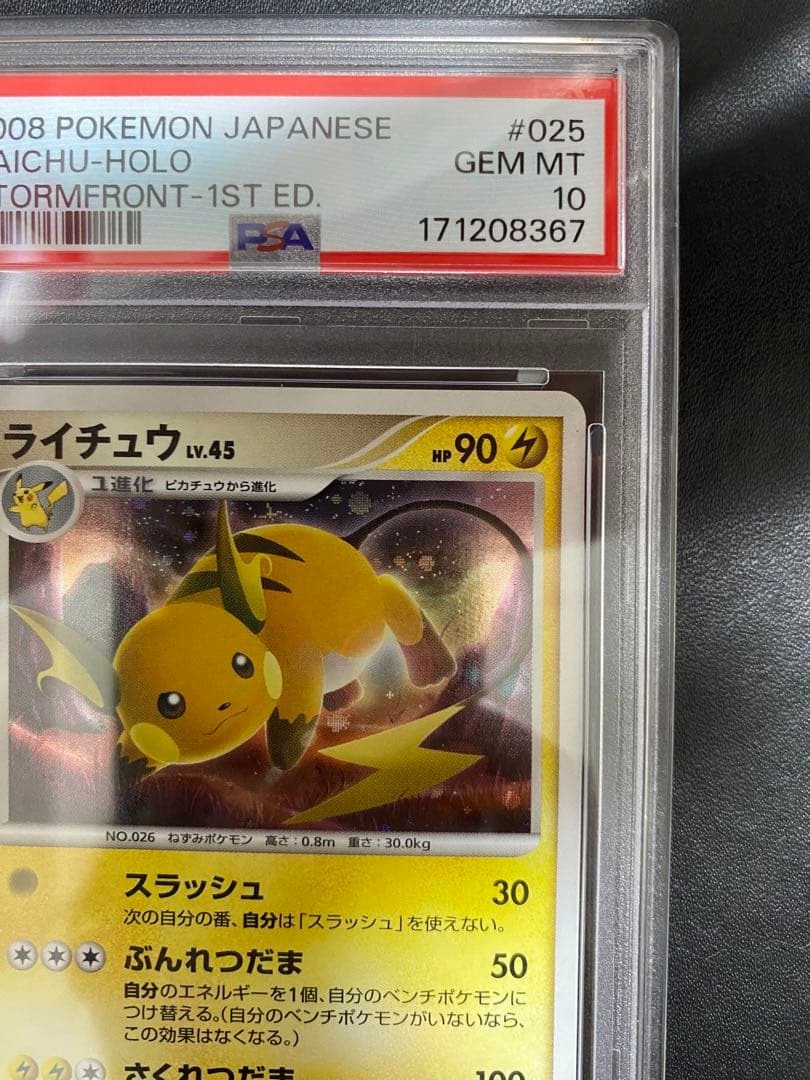 008 POKEMON JAPANESE #025
AICHU-HOLO GEM MT
TORMFRONT-1ST ED. 10
PSA 171208367
ライチュウ LV.45 HP 90
1進化 ピカチュウから進化
NO.026 ねずみポケモン 高さ:0.8m 重さ:30.0kg
スラッシュ 30
次の自分の番、自分は「スラッシュ」を使えない。
ぶんれつだま 50
自分のエネルギーを1個、自分のベンチポケモンに
つけ替える。(自分のベンチポケモンがいないなら、
この効果はなくなる。)
さくれつだま 100